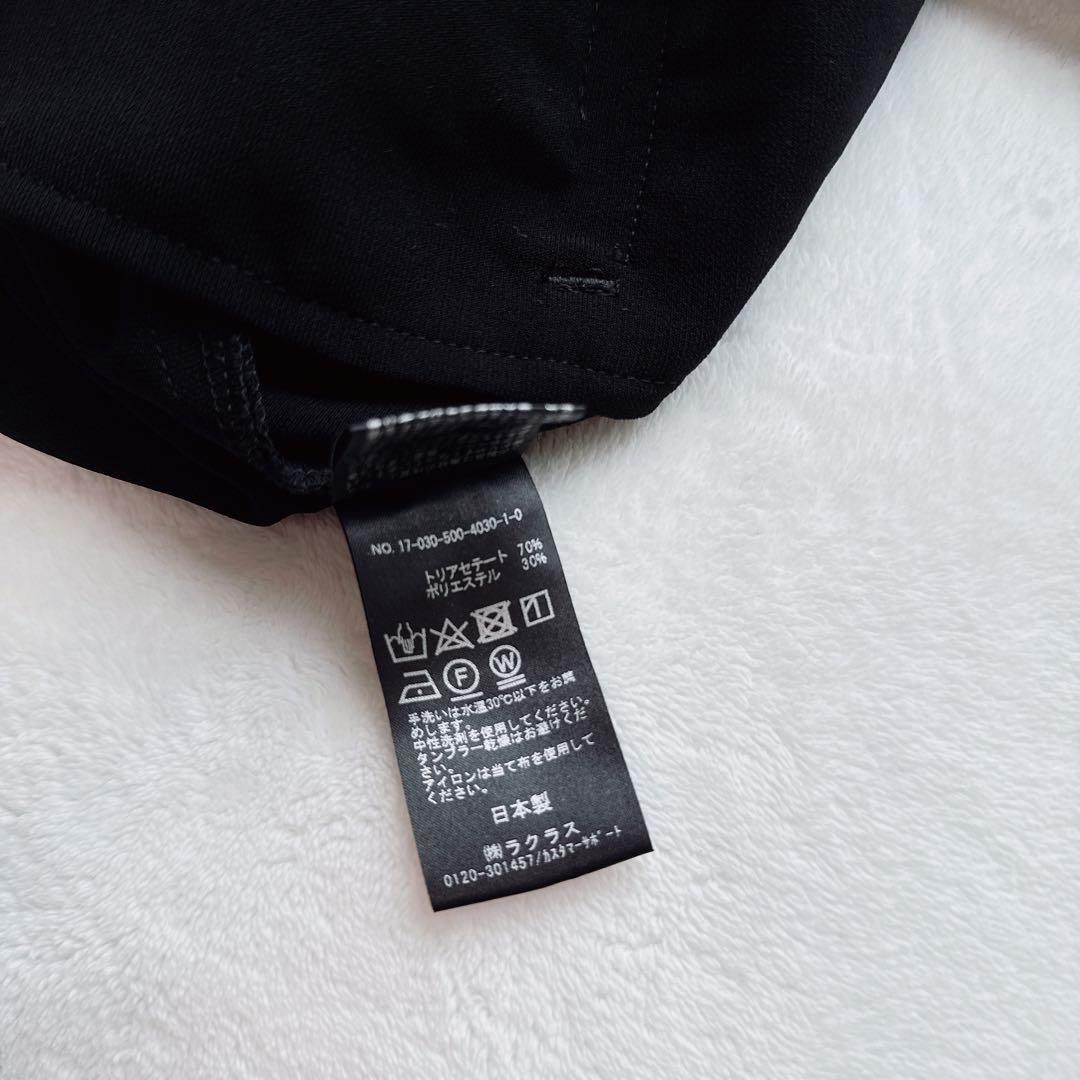 NO. 17-030-500-4030-1-0
トリアセテート 70%
ポリエステル 30%
F W
手洗いは水温30℃以下をお薦
めします。
中性洗剤を使用してください。
タンブラー乾燥はお避けくだ
さい。
アイロンは当て布を使用して
ください。
日本製
㈱ラクラス
0120-301457/ｶｽﾀﾏｰｻﾎﾟｰﾄ